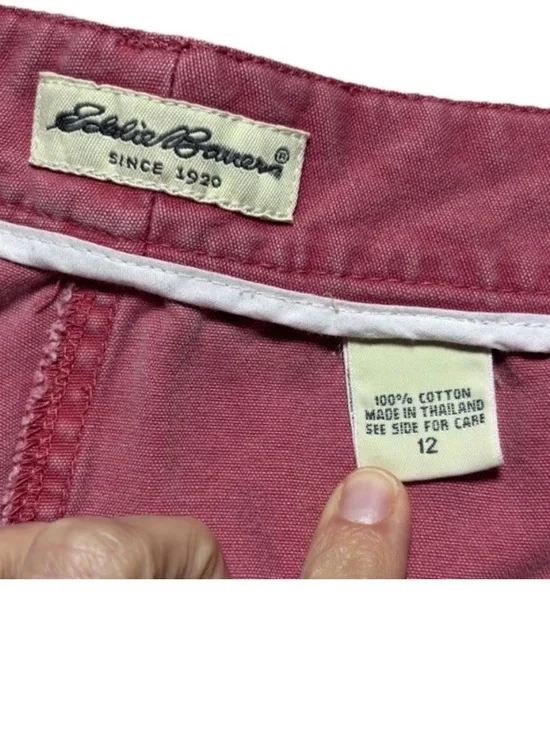 Eddie Bauer®
SINCE 1920
100% COTTON
MADE IN THAILAND
SEE SIDE FOR CARE
12